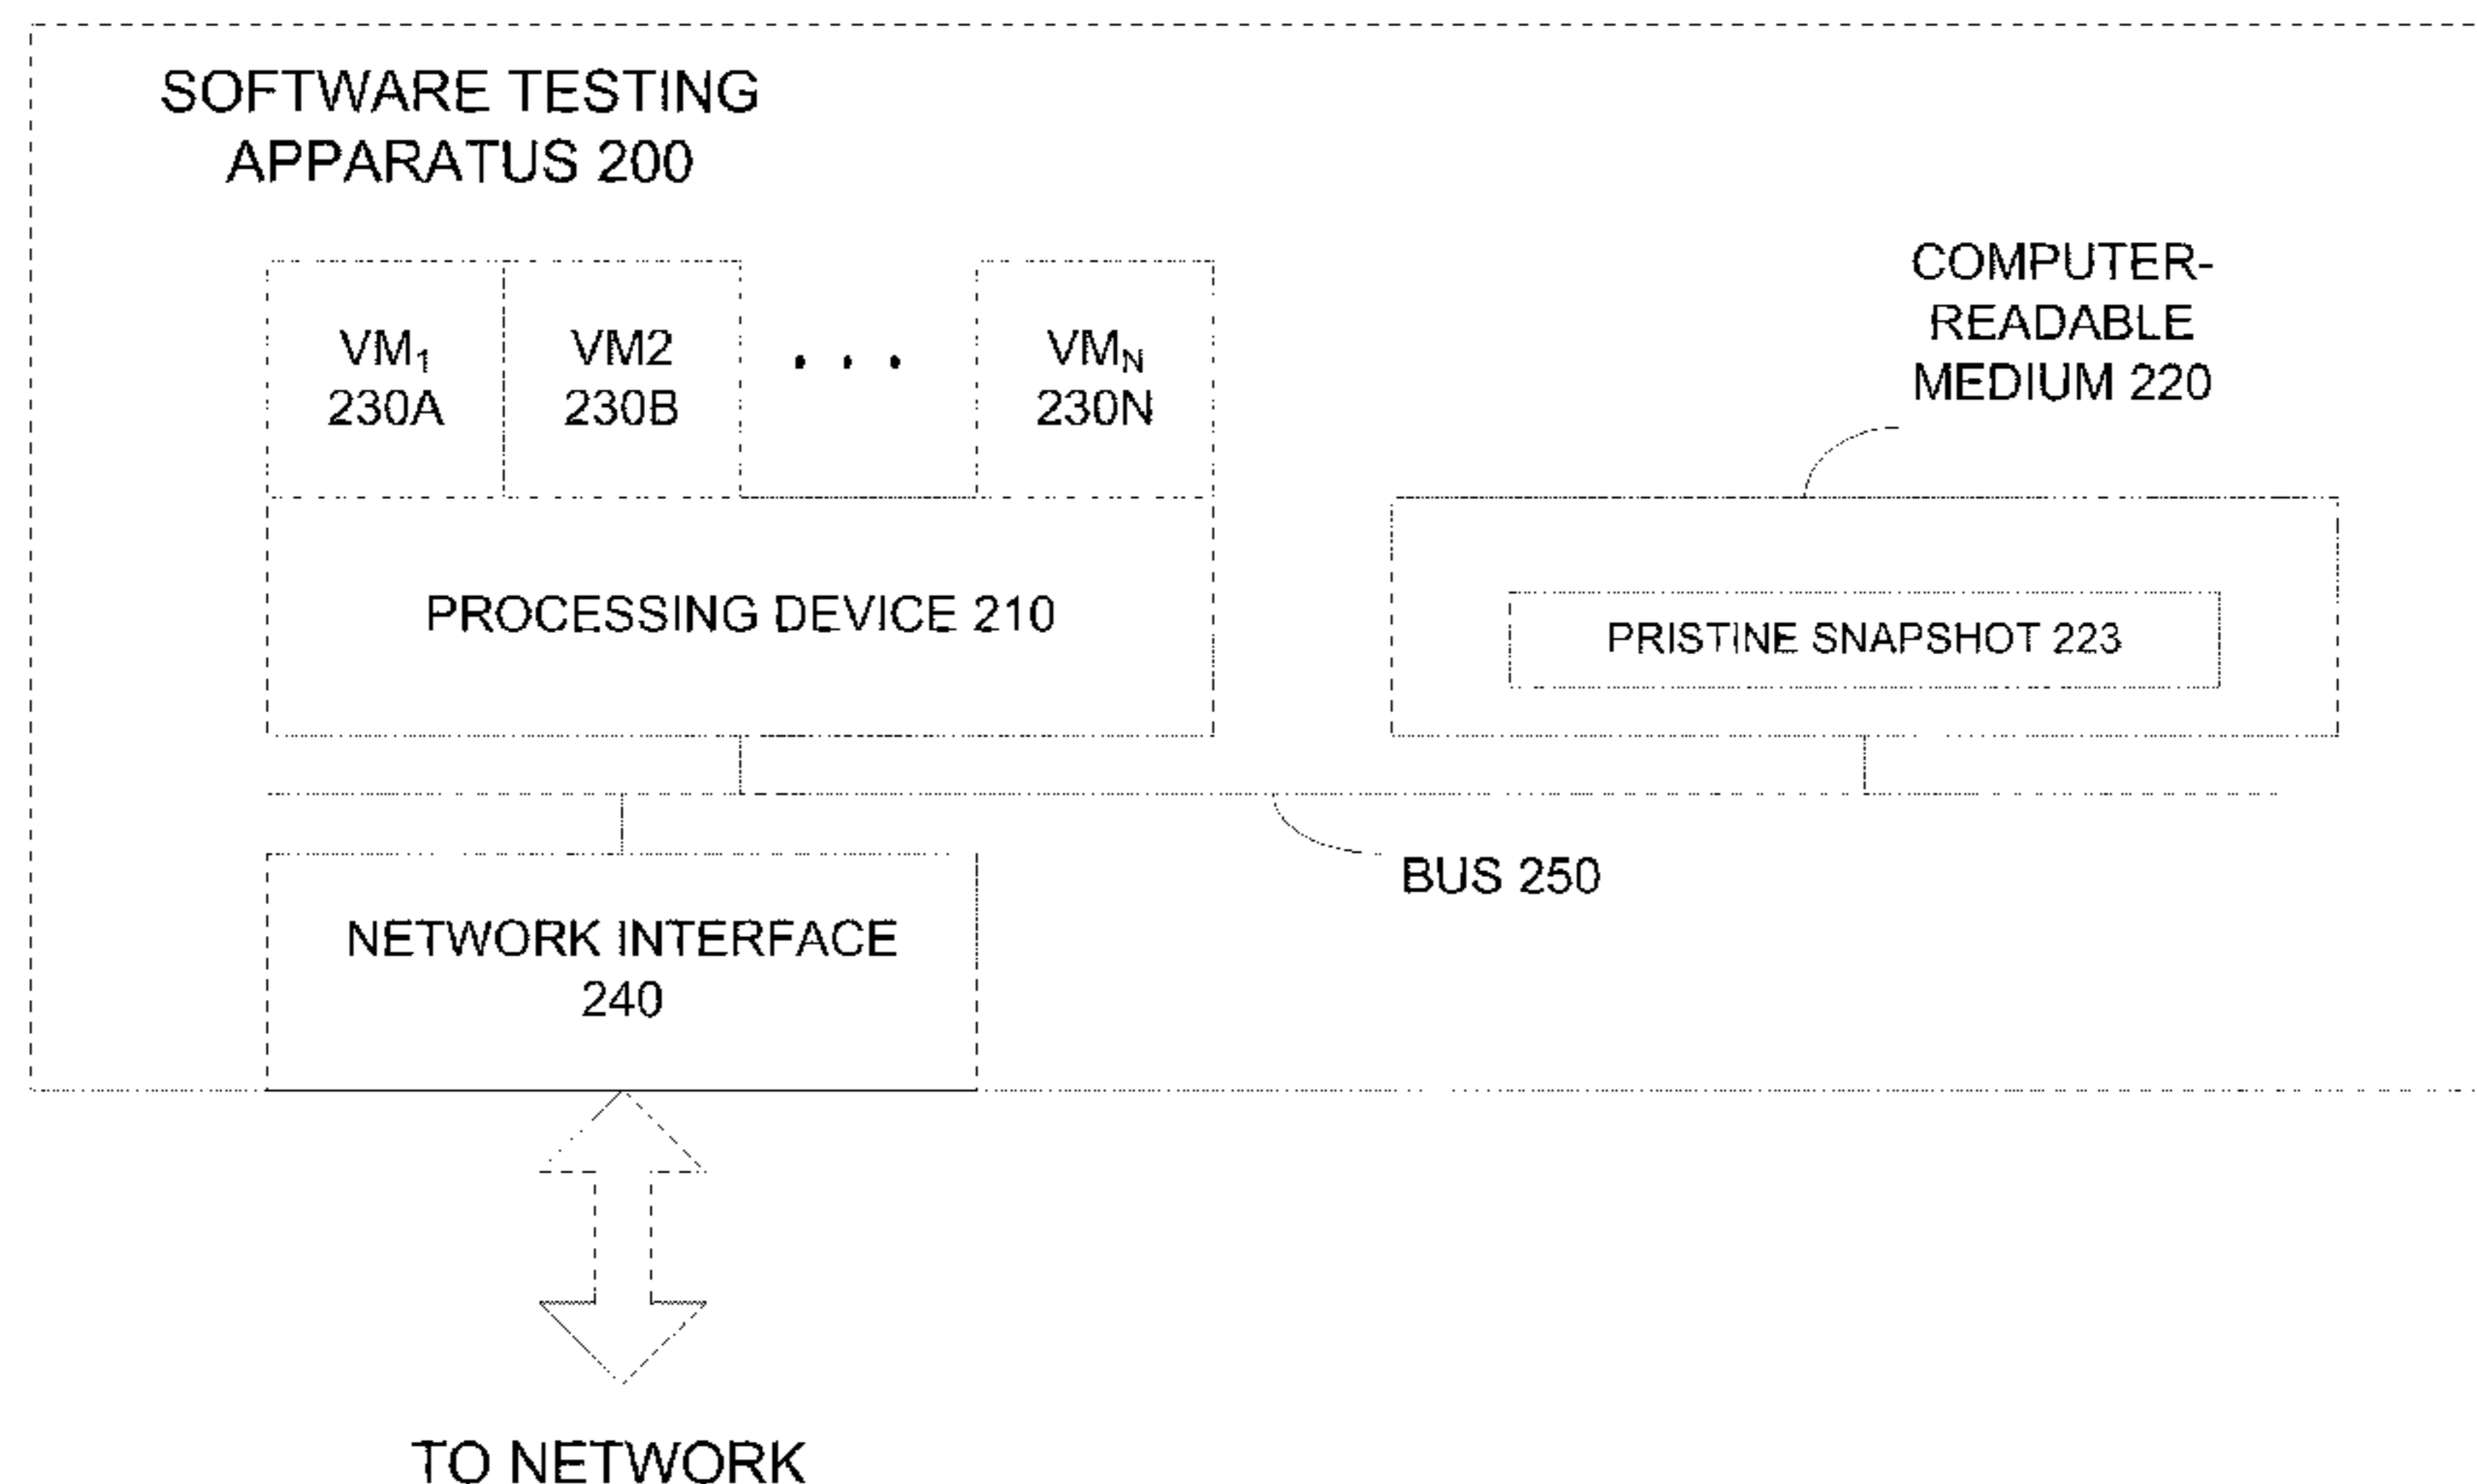 SOFTWARE TESTING
APPARATUS 200
COMPUTER-
READABLE
MEDIUM 220
VM₁
230A
VM2
230B
• • •
VMN
230N
PROCESSING DEVICE 210
PRISTINE SNAPSHOT 223
BUS 250
NETWORK INTERFACE
240
TO NETWORK